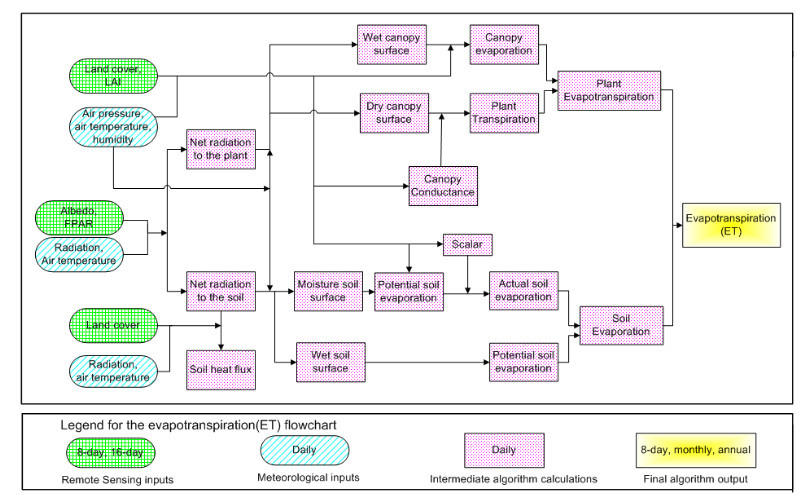 Land cover,
LAI
Air pressure,
air temperature,
humidity
Albedo,
FPAR
Radiation,
Air temperature
Land cover
Radiation,
air temperature
Net radiation
to the plant
Net radiation
to the soil
Soil heat flux
Wet canopy
surface
Dry canopy
surface
Canopy
Conductance
Moisture soil
surface
Wet soil
surface
Canopy
evaporation
Plant
Transpiration
Scalar
Potential soil
evaporation
Actual soil
evaporation
Potential soil
evaporation
Plant
Evapotranspiration
Soil
Evaporation
Evapotranspiration
(ET)
Legend for the evapotranspiration(ET) flowchart
8-day, 16-day
Remote Sensing inputs
Daily
Meteorological inputs
Daily
Intermediate algorithm calculations
8-day, monthly, annual
Final algorithm output